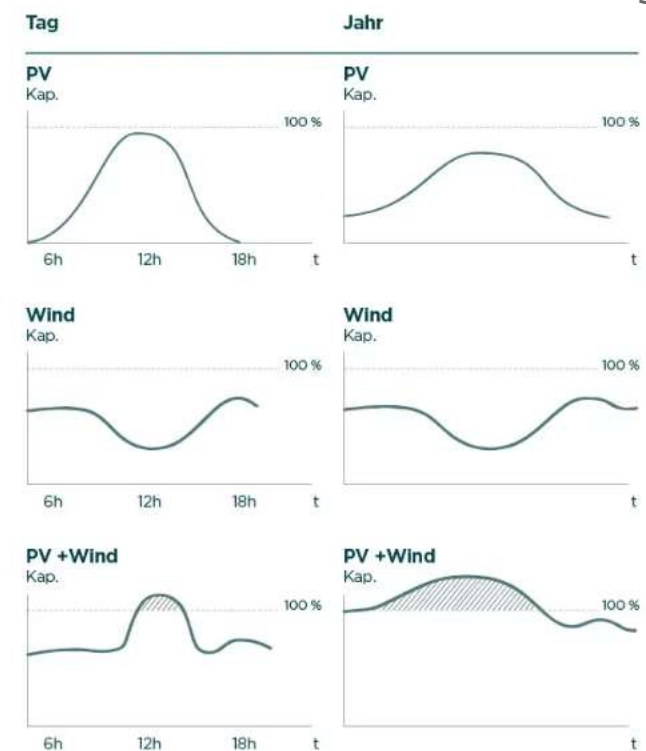 Tag Jahr
PV PV
Kap. Kap.
100 % 100 %
6h 12h 18h t t
Wind Wind
Kap. Kap.
100 % 100 %
6h 12h 18h t t
PV +Wind PV +Wind
Kap. Kap.
100 % 100 %
6h 12h 18h t t